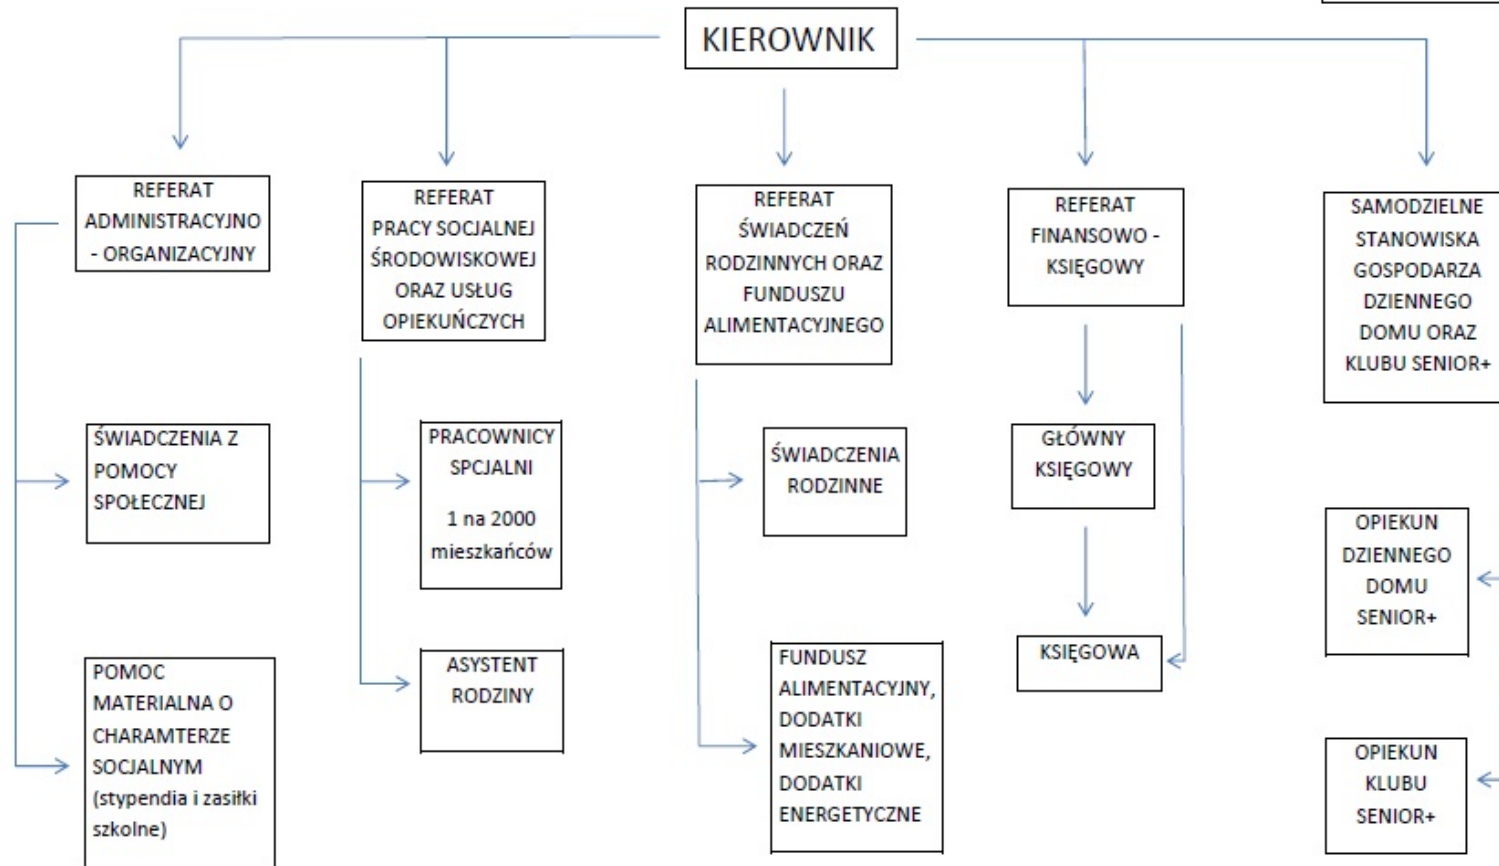 KIEROWNIK
REFERAT
ADMINISTRACYJNO
- ORGANIZACYJNY
REFERAT
PRACY SOCJALNEJ
ŚRODOWISKOWEJ
ORAZ USŁUG
OPIEKUŃCZYCH
REFERAT
ŚWIADCZEŃ
RODZINNYCH ORAZ
FUNDUSZU
ALIMENTACYJNEGO
REFERAT
FINANSOWO -
KSIĘGOWY
SAMODZIELNE
STANOWISKA
GOSPODARZA
DZIENNEGO
DOMU ORAZ
KLUBU SENIOR+
ŚWIADCZENIA Z
POMOCY
SPOŁECZNEJ
PRACOWNICY
SPCJALNI
1 na 2000
mieszkańców
ŚWIADCZENIA
RODZINNE
GŁÓWNY
KSIĘGOWY
OPIEKUN
DZIENNEGO
DOMU
SENIOR+
POMOC
MATERIALNA O
CHARAMTERZE
SOCJALNYM
(stypendia i zasiłki
szkolne)
ASYSTENT
RODZINY
FUNDUSZ
ALIMENTACYJNY,
DODATKI
MIESZKANIOWE,
DODATKI
ENERGETYCZNE
KSIĘGOWA
OPIEKUN
KLUBU
SENIOR+